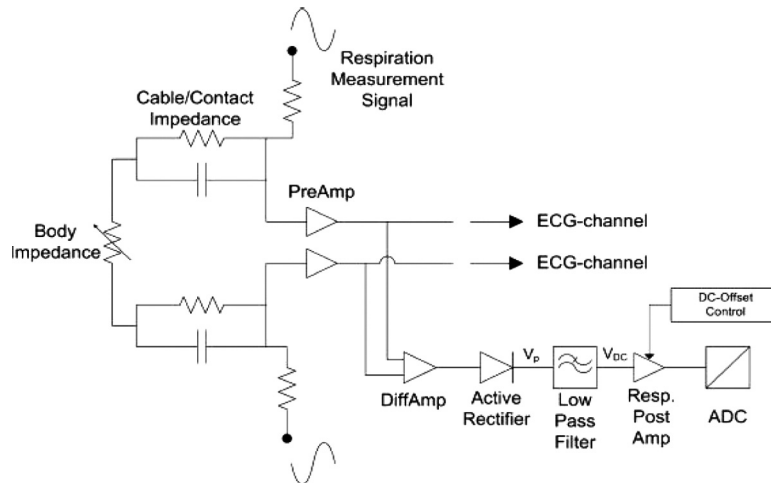 Respiration
Measurement
Signal
Cable/Contact
Impedance
PreAmp
ECG-channel
Body
Impedance
ECG-channel
DC-Offset
Control
Vp
VDC
DiffAmp
Active
Rectifier
Low
Pass
Filter
Resp.
Post
Amp
ADC